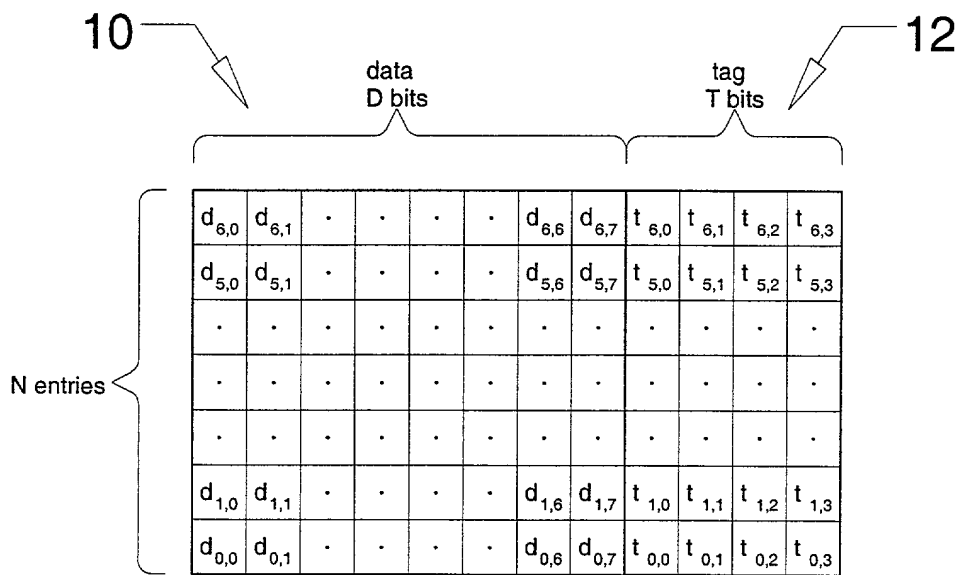 10
12
data
D bits
tag
T bits
d6,0 d6,1 · · · · d6,6 d6,7 t6,0 t6,1 t6,2 t6,3
d5,0 d5,1 · · · · d5,6 d5,7 t5,0 t5,1 t5,2 t5,3
· · · · · · · · · · · ·
N entries
· · · · · · · · · · · ·
· · · · · · · · · · · ·
d1,0 d1,1 · · · · d1,6 d1,7 t1,0 t1,1 t1,2 t1,3
d0,0 d0,1 · · · · d0,6 d0,7 t0,0 t0,1 t0,2 t0,3